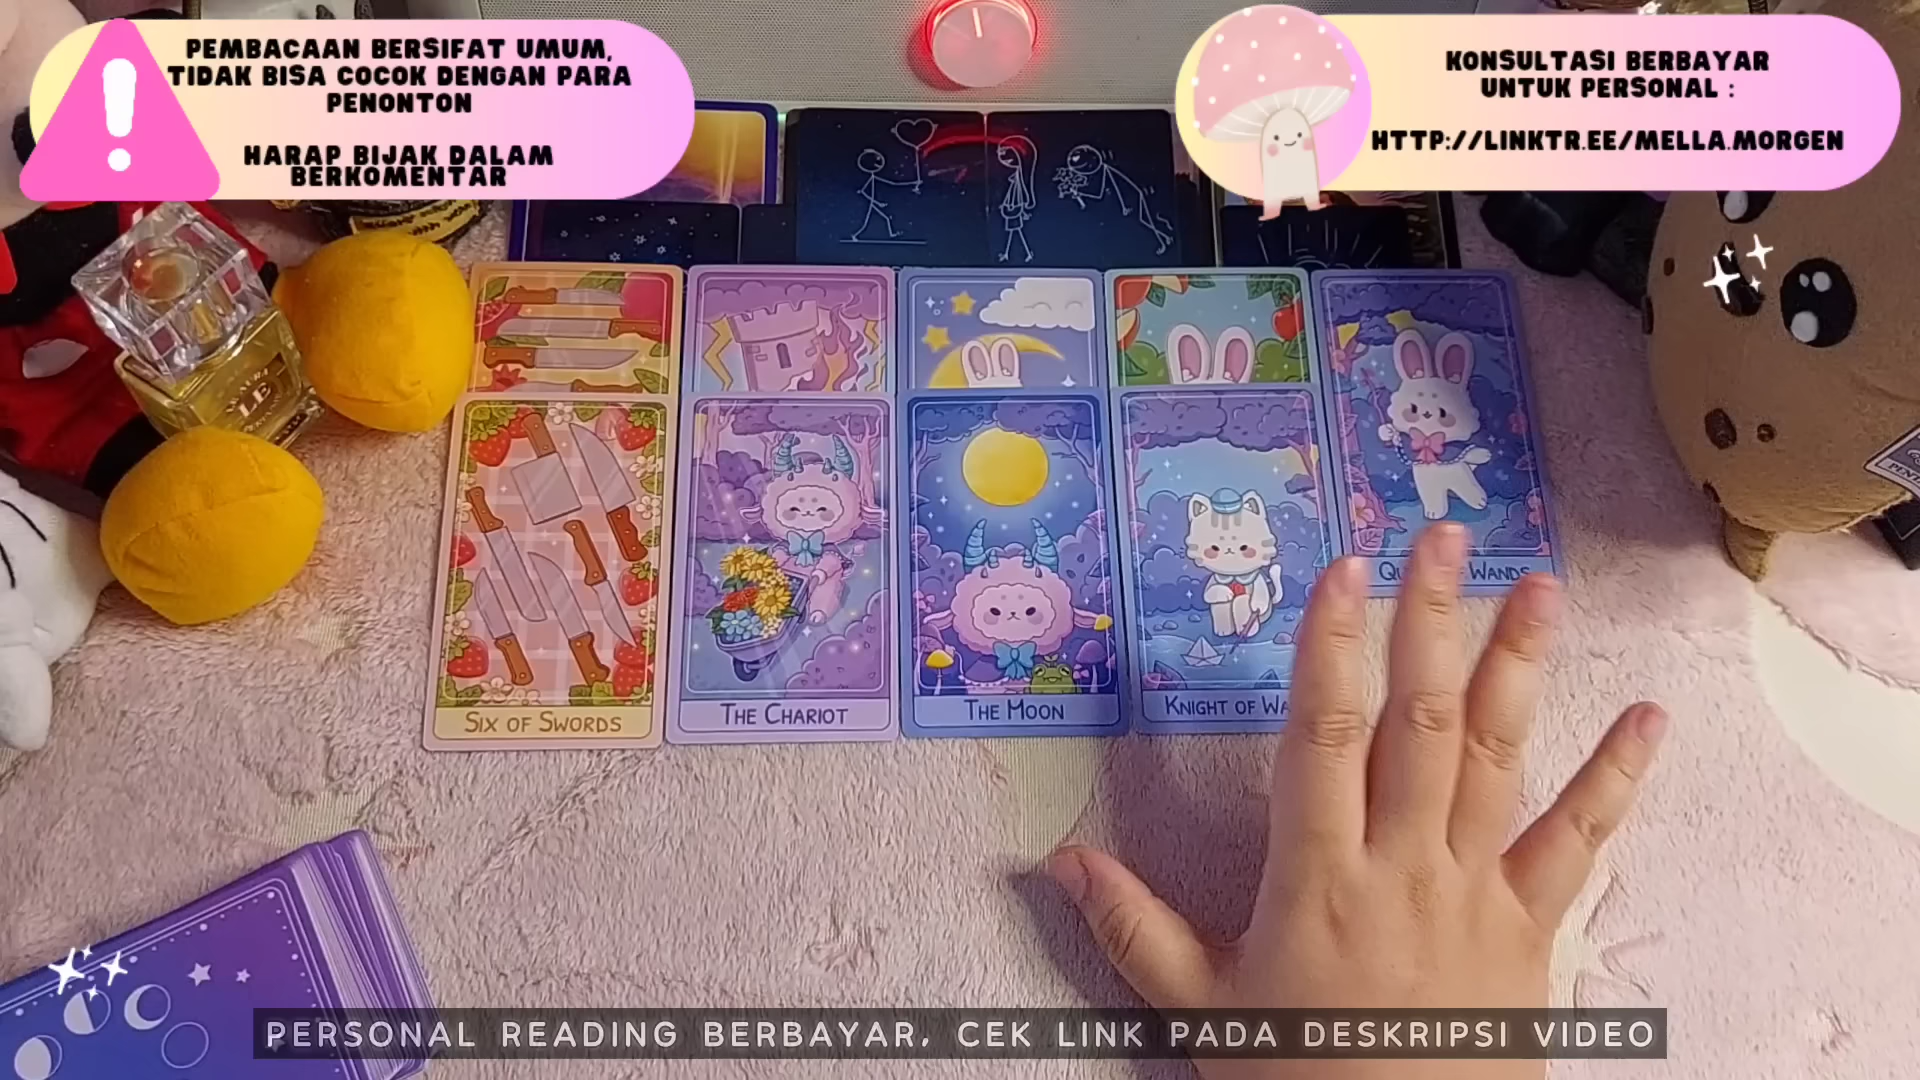 PEMBACAAN BERSIFAT UMUM,
TIDAK BISA COCOK DENGAN PARA
PENONTON
HARAP BIJAK DALAM
BERKOMENTAR
KONSULTASI BERBAYAR
UNTUK PERSONAL :
HTTP://LINKTR.EE/MELLA.MORGEN
LE
SIX OF SWORDS
THE CHARIOT
THE MOON
KNIGHT OF WA
OF WANDS
PERSONAL READING BERBAYAR, CEK LINK PADA DESKRIPSI VIDEO